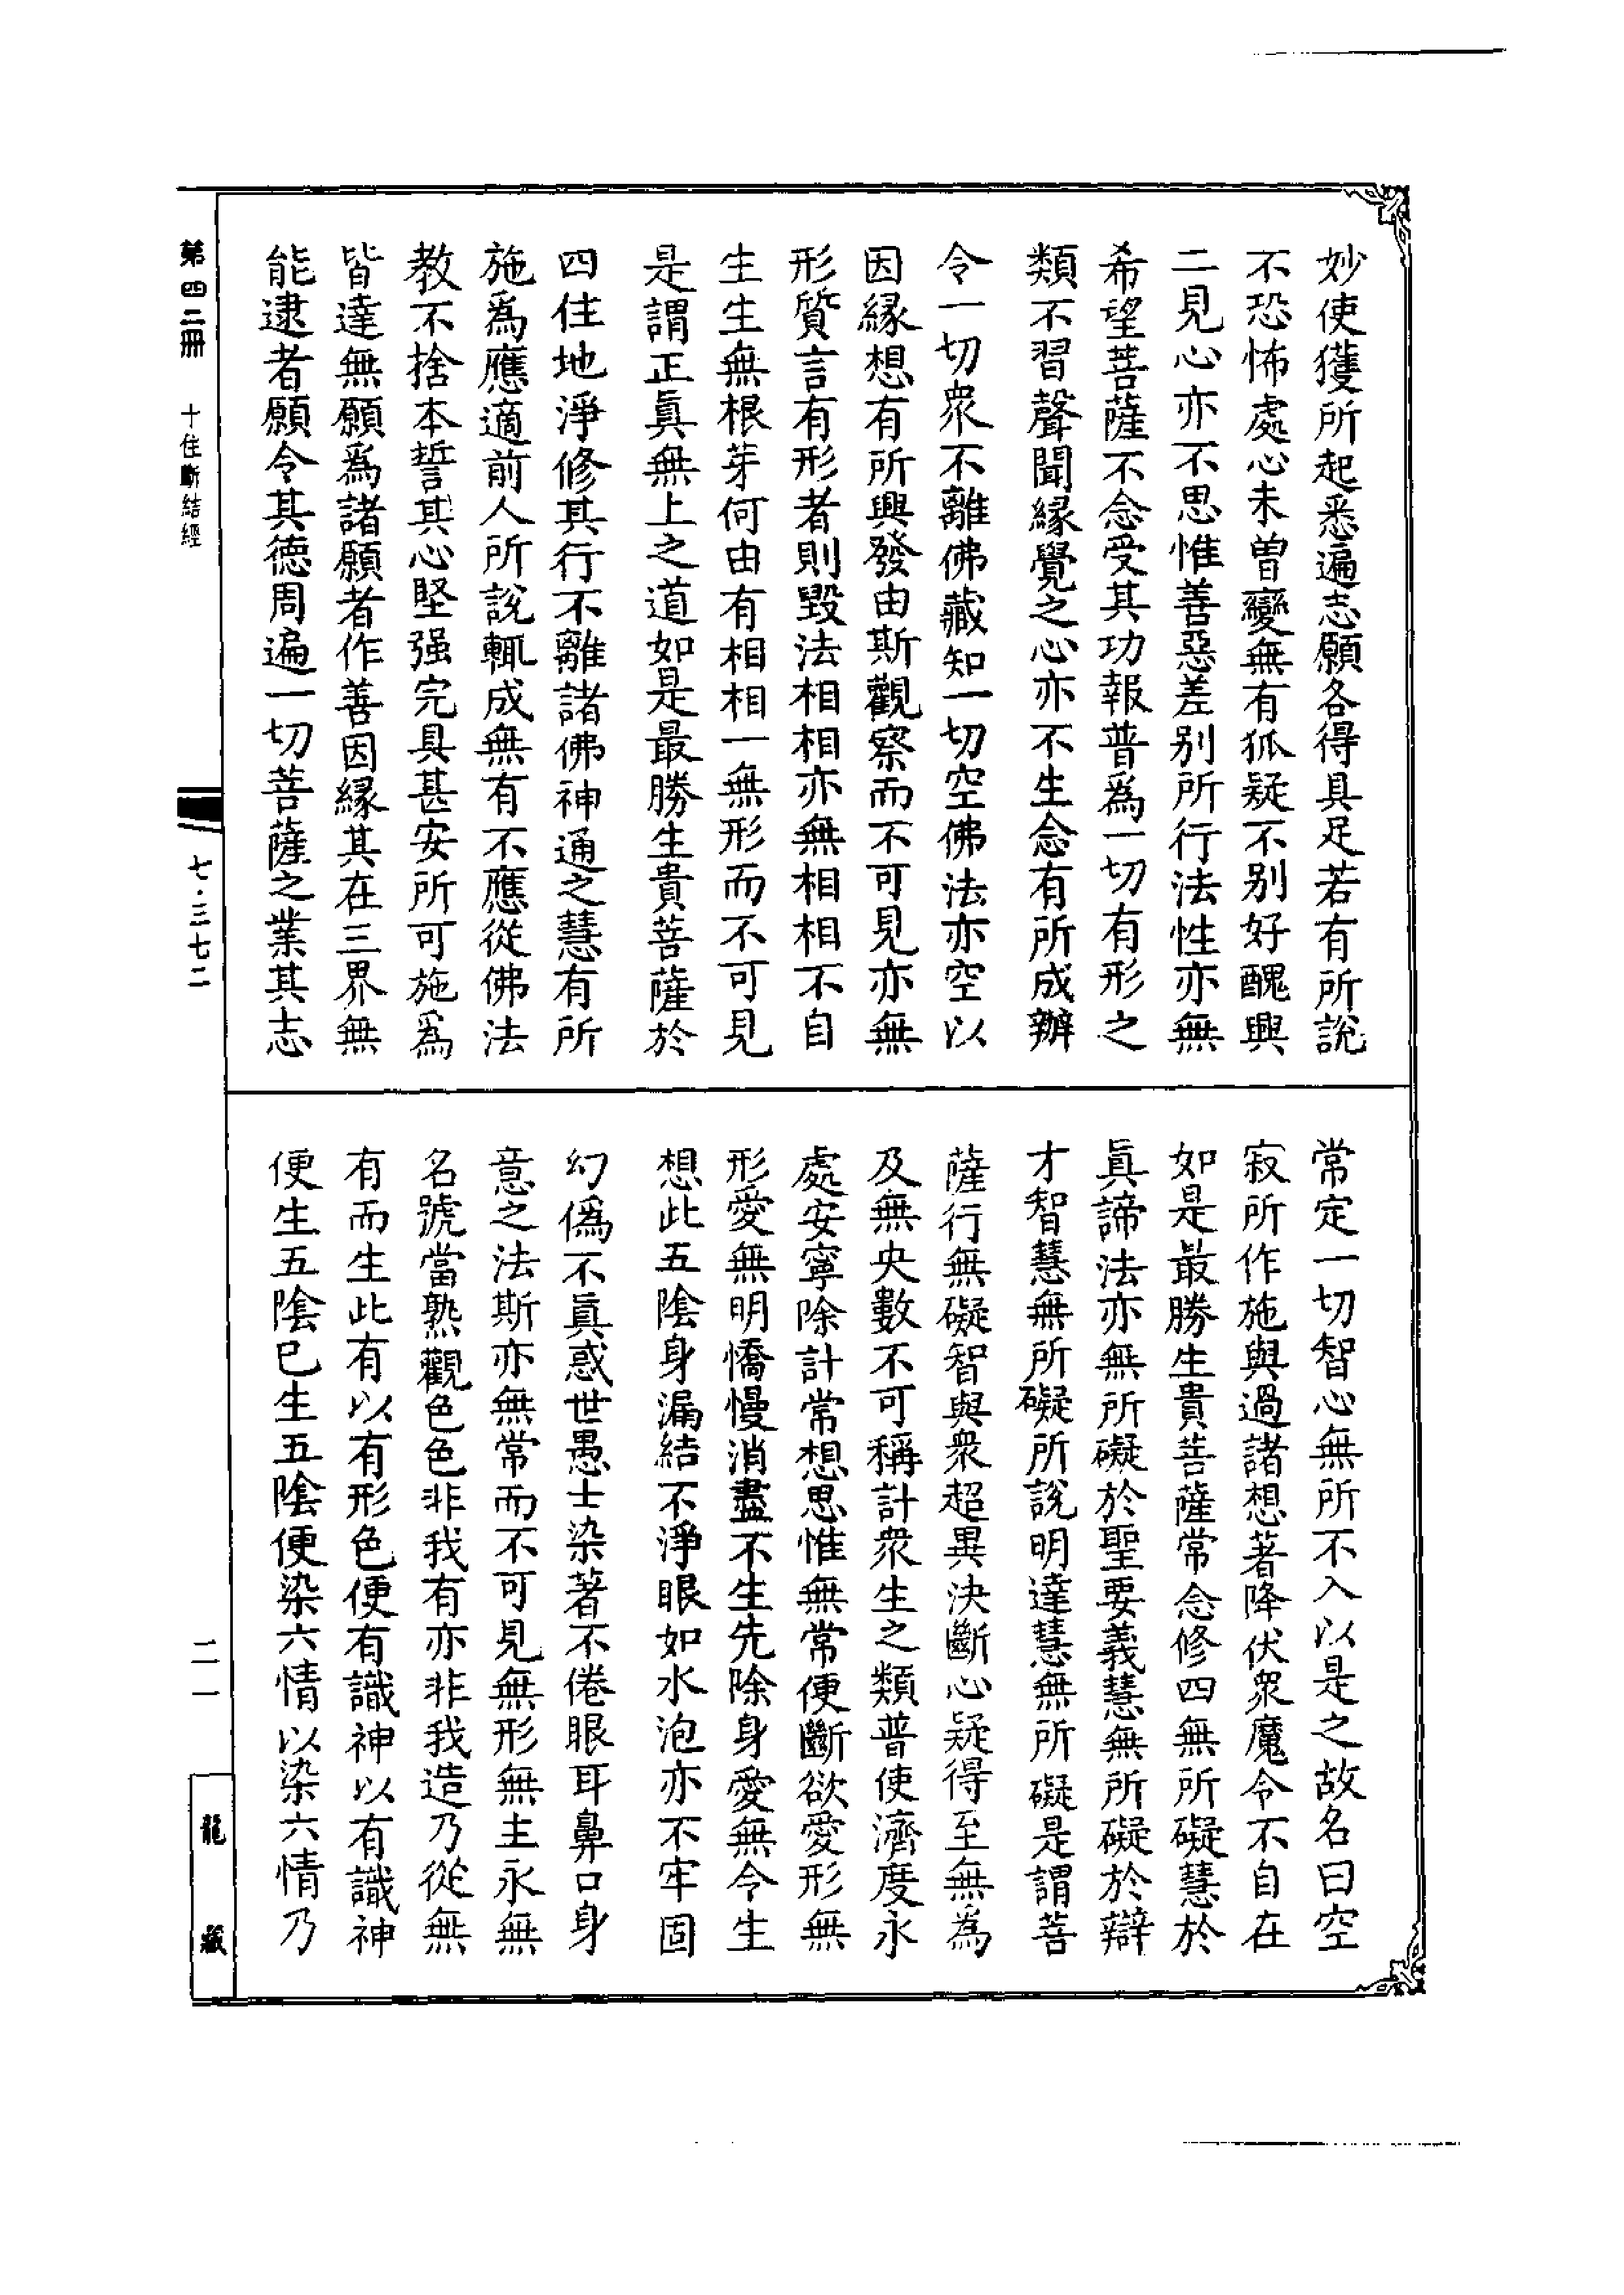 妙使獲所起悉遍志願各得具足若有所說
不恐怖處心未曾變無有狐疑不別好醜興
二見心亦不思惟善惡差別所行法性亦無
希望菩薩不念受其功報普爲一切有形之
類不習聲聞緣覺之心亦不生念有所成辦
令一切衆不離佛藏知一切空佛法亦空以
因緣想有所興發由斯觀察而不可見亦無
形質言有形者則毀法相相亦無相相不自
生生無根芽何由有相相一無形而不可見
是謂正眞無上之道如是最勝生貴菩薩於
四住地淨修其行不離諸佛神通之慧有所
施爲應適前人所說輒成無有不應從佛法
教不捨本誓其心堅强完具甚安所可施爲
皆達無願爲諸願者作善因緣其在三界無
能逮者願令其德周遍一切菩薩之業其志
常定一切智心無所不入以是之故名曰空
寂所作施與過諸想著降伏衆魔令不自在
如是最勝生貴菩薩常念修四無所礙慧於
眞諦法亦無所礙於聖要義慧無所礙於辯
才智慧無所礙所說明達慧無所礙是謂菩
薩行無礙智與衆超異決斷心疑得至無爲
及無央數不可稱計衆生之類普使濟度永
處安寧除計常想思惟無常便斷欲愛形無
形愛無明憍慢消盡不生先除身愛無令生
想此五陰身漏結不淨眼如水泡亦不牢固
幻僞不眞惑世愚士染著不倦眼耳鼻口身
意之法斯亦無常而不可見無形無主永無
名號當熟觀色色非我有亦非我造乃從無
有而生此有以有形色便有識神以有識神
便生五陰已生五陰便染六情以染六情乃
第四二冊 十住斷結經
七·三七二
二一
龍藏